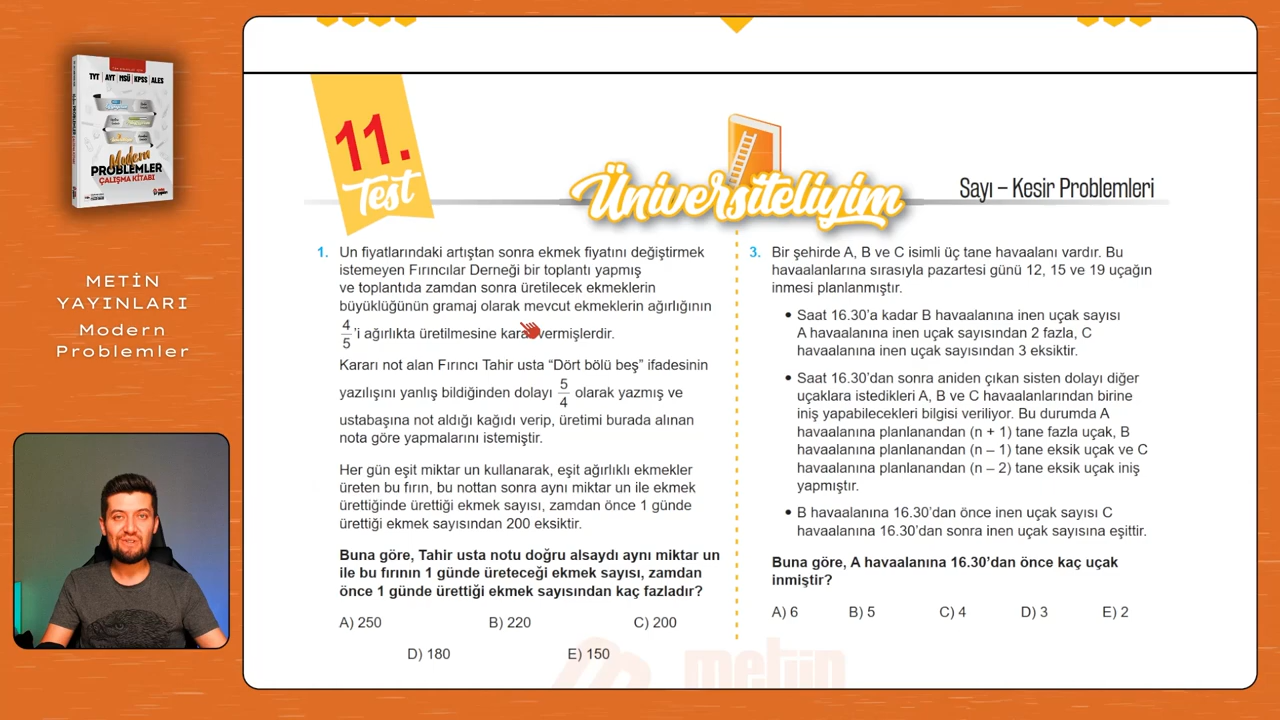 TYT AYT MSÜ KPSS ALES
Modern
PROBLEMLER
ÇALIŞMA KİTABI
METİN
YAYINLARI
Modern
Problemler
11.
Test
Üniversiteliyim
Sayı – Kesir Problemleri
1. Un fiyatlarındaki artıştan sonra ekmek fiyatını değiştirmek
istemeyen Fırıncılar Derneği bir toplantı yapmış
ve toplantıda zamdan sonra üretilecek ekmeklerin
büyüklüğünün gramaj olarak mevcut ekmeklerin ağırlığının
4/5'i ağırlıkta üretilmesine karar vermişlerdir.
Kararı not alan Fırıncı Tahir usta “Dört bölü beş” ifadesinin
yazılışını yanlış bildiğinden dolayı 5/4 olarak yazmış ve
ustabaşına not aldığı kağıdı verip, üretimi burada alınan
nota göre yapmalarını istemiştir.
Her gün eşit miktar un kullanarak, eşit ağırlıklı ekmekler
üreten bu fırın, bu nottan sonra aynı miktar un ile ekmek
ürettiğinde ürettiği ekmek sayısı, zamdan önce 1 günde
ürettiği ekmek sayısından 200 eksiktir.
Buna göre, Tahir usta notu doğru alsaydı aynı miktar un
ile bu fırının 1 günde üreteceği ekmek sayısı, zamdan
önce 1 günde ürettiği ekmek sayısından kaç fazladır?
A) 250 B) 220 C) 200
D) 180 E) 150
3. Bir şehirde A, B ve C isimli üç tane havaalanı vardır. Bu
havaalanlarına sırasıyla pazartesi günü 12, 15 ve 19 uçağın
inmesi planlanmıştır.
• Saat 16.30'a kadar B havaalanına inen uçak sayısı
A havaalanına inen uçak sayısından 2 fazla, C
havaalanına inen uçak sayısından 3 eksiktir.
• Saat 16.30'dan sonra aniden çıkan sisten dolayı diğer
uçaklara istedikleri A, B ve C havaalanlarından birine
iniş yapabilecekleri bilgisi veriliyor. Bu durumda A
havaalanına planlanandan (n + 1) tane fazla uçak, B
havaalanına planlanandan (n – 1) tane eksik uçak ve C
havaalanına planlanandan (n – 2) tane eksik uçak iniş
yapmıştır.
• B havaalanına 16.30'dan önce inen uçak sayısı C
havaalanına 16.30'dan sonra inen uçak sayısına eşittir.
Buna göre, A havaalanına 16.30'dan önce kaç uçak
inmiştir?
A) 6 B) 5 C) 4 D) 3 E) 2
metin